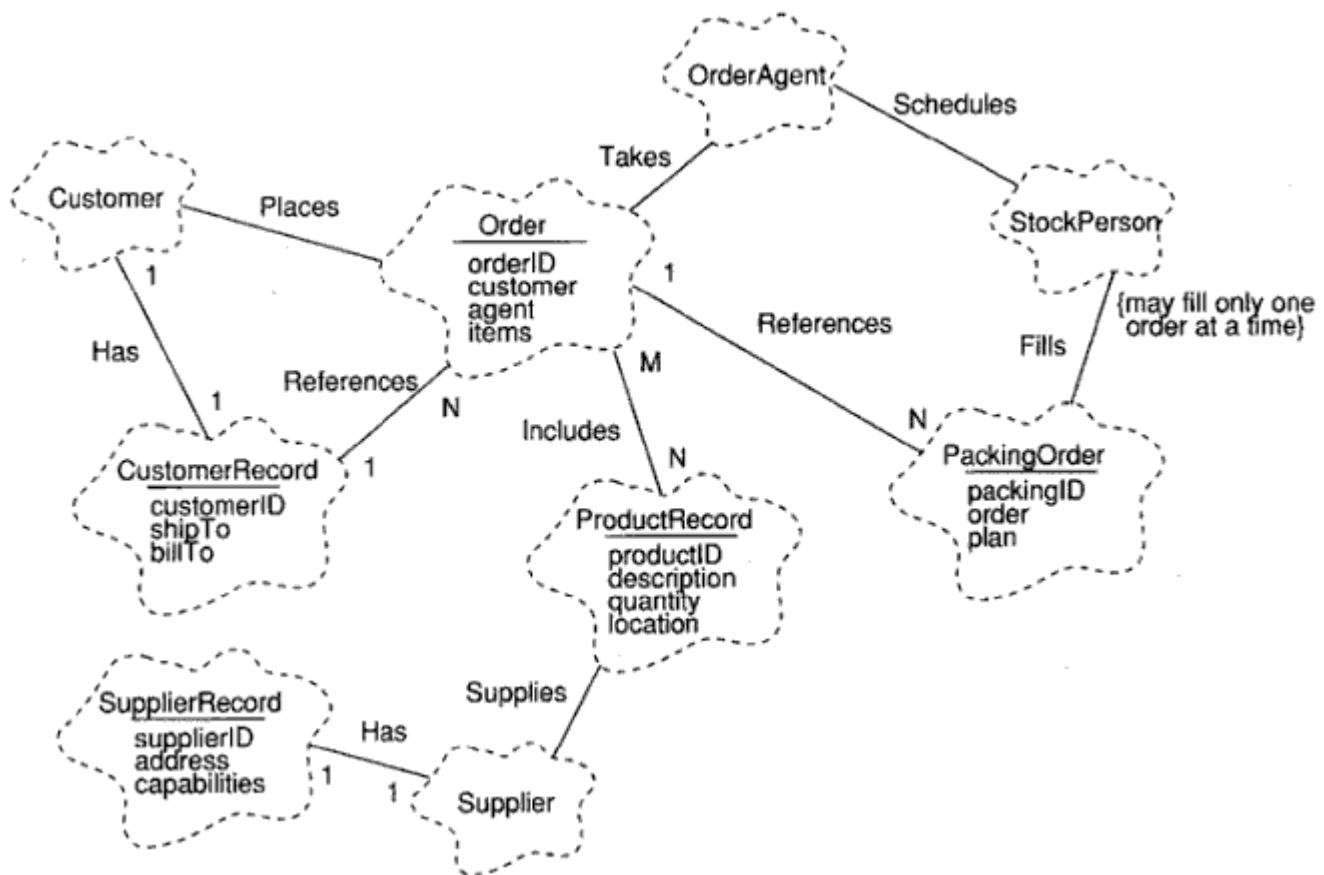 OrderAgent
Schedules
Takes
Customer
Places
Order
orderID
customer
agent
items
StockPerson
{may fill only one
order at a time}
1
1
References
Fills
Has
References
M
N
Includes
N
1
1
N
CustomerRecord
customerID
shipTo
billTo
PackingOrder
packingID
order
plan
ProductRecord
productID
description
quantity
location
Supplies
SupplierRecord
supplierID
address
capabilities
Has
1
1
Supplier